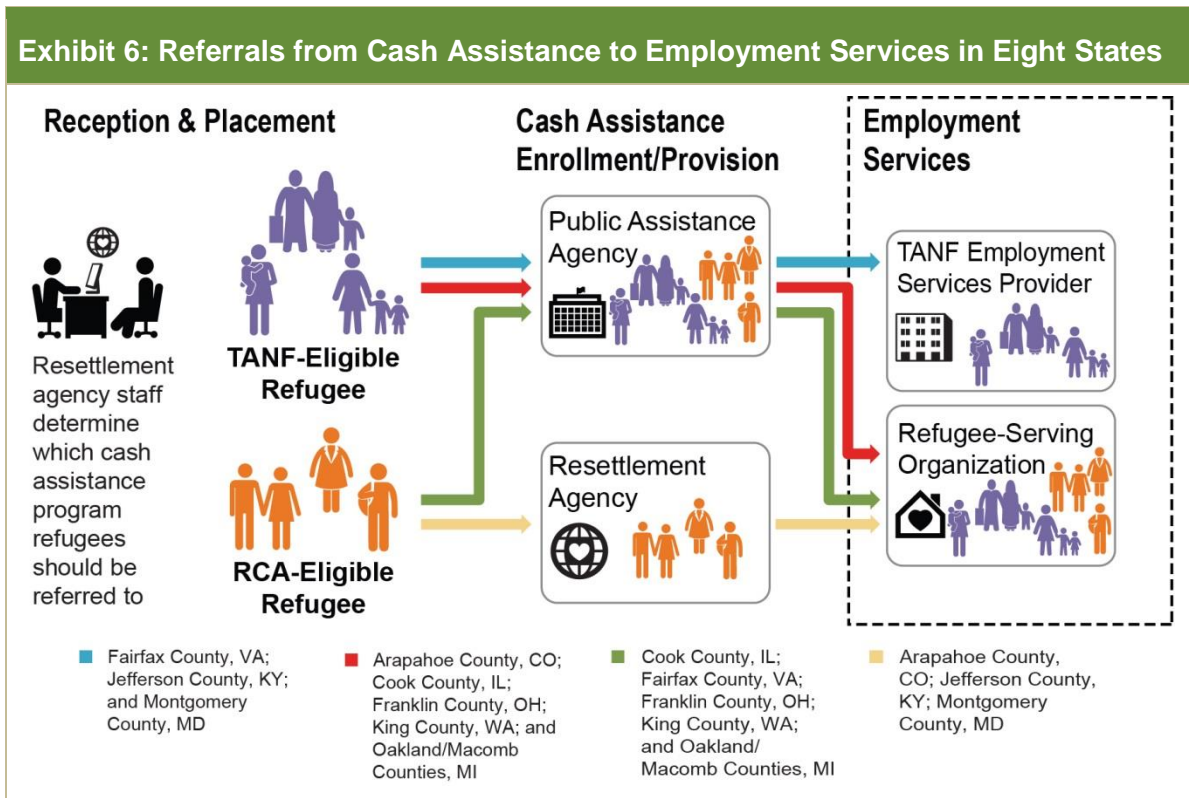 Exhibit 6: Referrals from Cash Assistance to Employment Services in Eight States
Reception & Placement
Resettlement
agency staff
determine
which cash
assistance
program
refugees
should be
referred to
TANF-Eligible
Refugee
RCA-Eligible
Refugee
Cash Assistance
Enrollment/Provision
Public Assistance
Agency
Resettlement
Agency
Employment
Services
TANF Employment
Services Provider
Refugee-Serving
Organization
Fairfax County, VA;
Jefferson County, KY;
and Montgomery
County, MD
Arapahoe County, CO;
Cook County, IL;
Franklin County, OH;
King County, WA; and
Oakland/Macomb
Counties, MI
Cook County, IL;
Fairfax County, VA;
Franklin County, OH;
King County, WA;
and Oakland/
Macomb Counties, MI
Arapahoe County,
CO; Jefferson County,
KY; Montgomery
County, MD